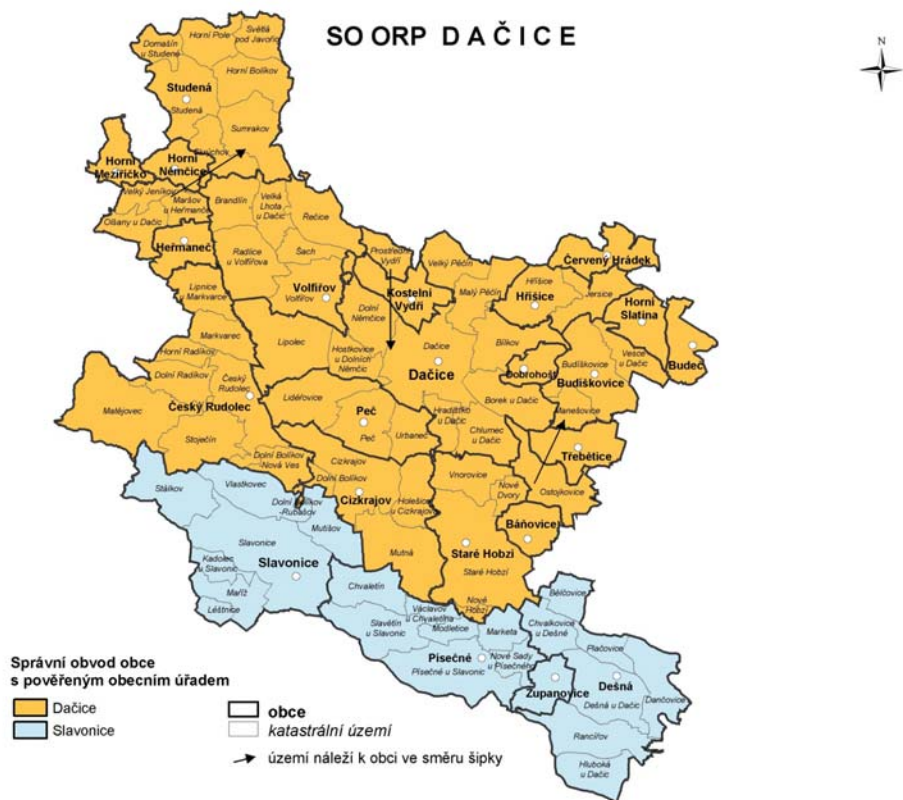 SO ORP DAČICE
N
Domašín
u Studené
Horní Pole
Světlá
pod Javořic
Horní Bolíkov
Studená
Studená
Sumrakov
Horní
Meziříčko
Horní
Němčice
Velký Jeníkov
Maršov
u Heřmanče
Olšany u Dačic
Heřmaneč
Brandlín
Velká
Lhota
u Dačic
Řečice
Radlice
u Volfířova
Šach
Volfířov
Volfířov
Lipnice
u Markvarce
Markvarec
Prostřední
Vydří
Kostelní
Vydří
Velký Pěčín
Malý Pěčín
Hříšice
Hříšice
Červený Hrádek
Jersice
Horní
Slatina
Budeč
Dolní
Němčice
Hostkovice
u Dolních
Němčic
Lipolec
Dačice
Dačice
Bílkov
Dobrohošť
Budíškovice
Budíškovice
Vesce
u Dačic
Borek u Dačic
Manešovice
Horní Radíkov
Dolní Radíkov
Český
Rudolec
Český Rudolec
Matějovec
Stoječín
Dolní Bolíkov
-Nová Ves
Lidéřovice
Peč
Peč
Urbaneč
Hradišťko
u Dačic
Chlumec
u Dačic
Třebětice
Cizkrajov
Dolní Bolíkov
Cizkrajov
Holešice
u Cizkrajova
Mutná
Vnorovice
Nové
Dvory
Ostojkovice
Báňovice
Staré Hobzí
Staré Hobzí
Nové
Hobzí
Stálkov
Vlastkovec
Dolní Bolíkov
-Rubašov
Mutišov
Slavonice
Slavonice
Kadolec
u Slavonic
Maříž
Léštnice
Chvaletín
Slavětín
u Slavonic
Václavov
u Chvaletína
Modletice
Marketa
Písečné
Písečné u Slavonic
Nové Sady
u Písečného
Županovice
Bělčovice
Chvalkovice
u Dešné
Plačovice
Dešná
Dešná u Dačic
Dančovice
Rancířov
Hluboká
u Dačic
Správní obvod obce
s pověřeným obecním úřadem
Dačice
Slavonice
obce
katastrální území
území náleží k obci ve směru šipky